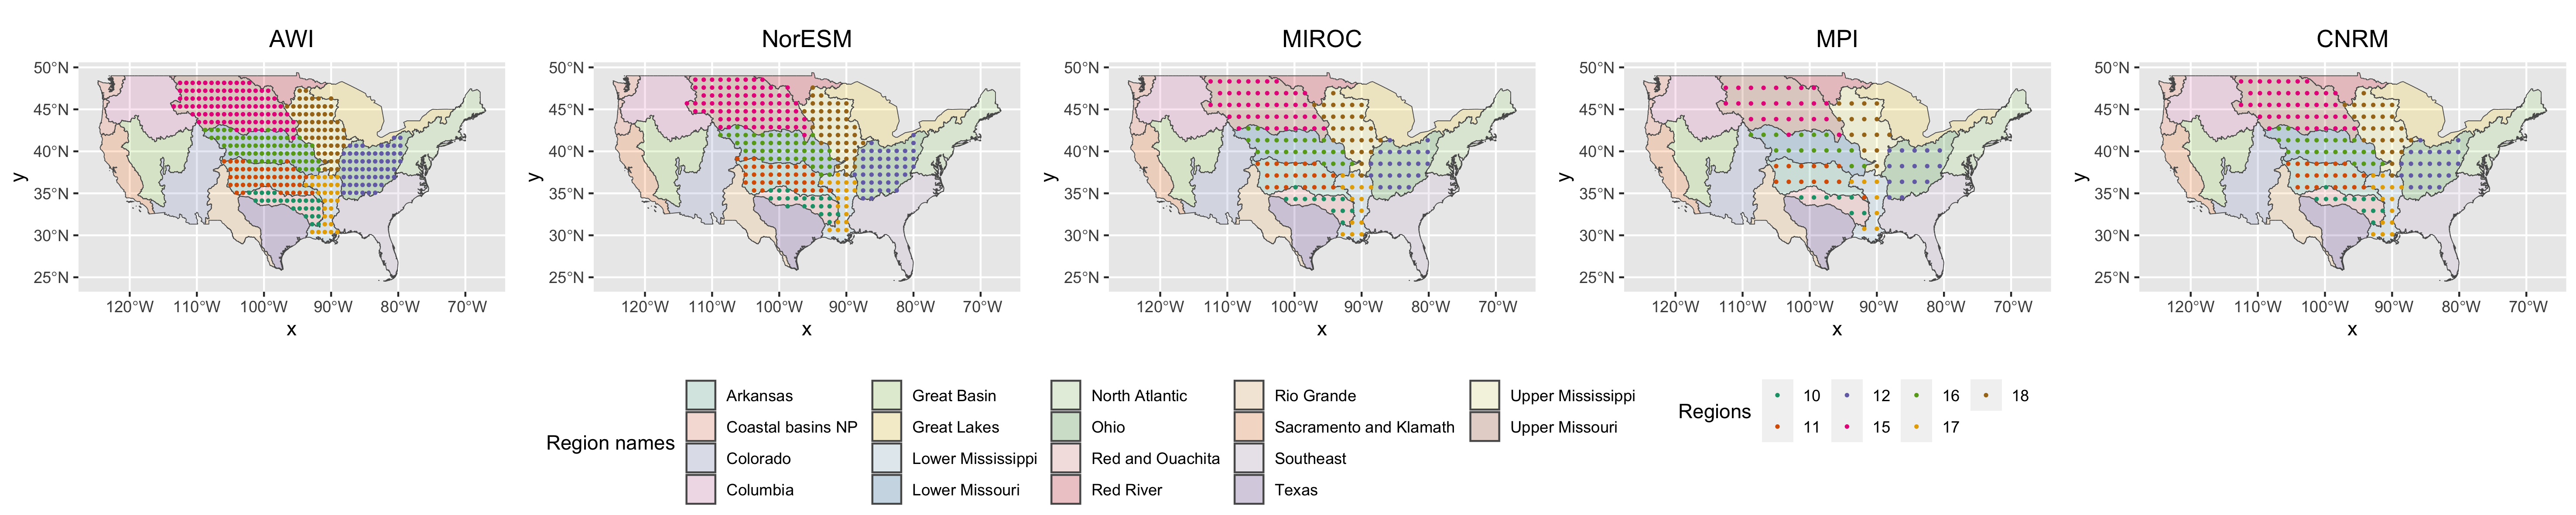 AWI NorESM MIROC MPI CNRM
50°N 50°N 50°N 50°N 50°N
45°N 45°N 45°N 45°N 45°N
40°N 40°N 40°N 40°N 40°N
35°N 35°N 35°N 35°N 35°N
30°N 30°N 30°N 30°N 30°N
25°N 25°N 25°N 25°N 25°N
y y y y y
120°W 110°W 100°W 90°W 80°W 70°W 120°W 110°W 100°W 90°W 80°W 70°W 120°W 110°W 100°W 90°W 80°W 70°W 120°W 110°W 100°W 90°W 80°W 70°W 120°W 110°W 100°W 90°W 80°W 70°W
x x x x x
Region names
Arkansas Great Basin North Atlantic Rio Grande Upper Mississippi
Coastal basins NP Great Lakes Ohio Sacramento and Klamath Upper Missouri
Colorado Lower Mississippi Red and Ouachita Southeast
Columbia Lower Missouri Red River Texas
Regions
10 12 16 18
11 15 17